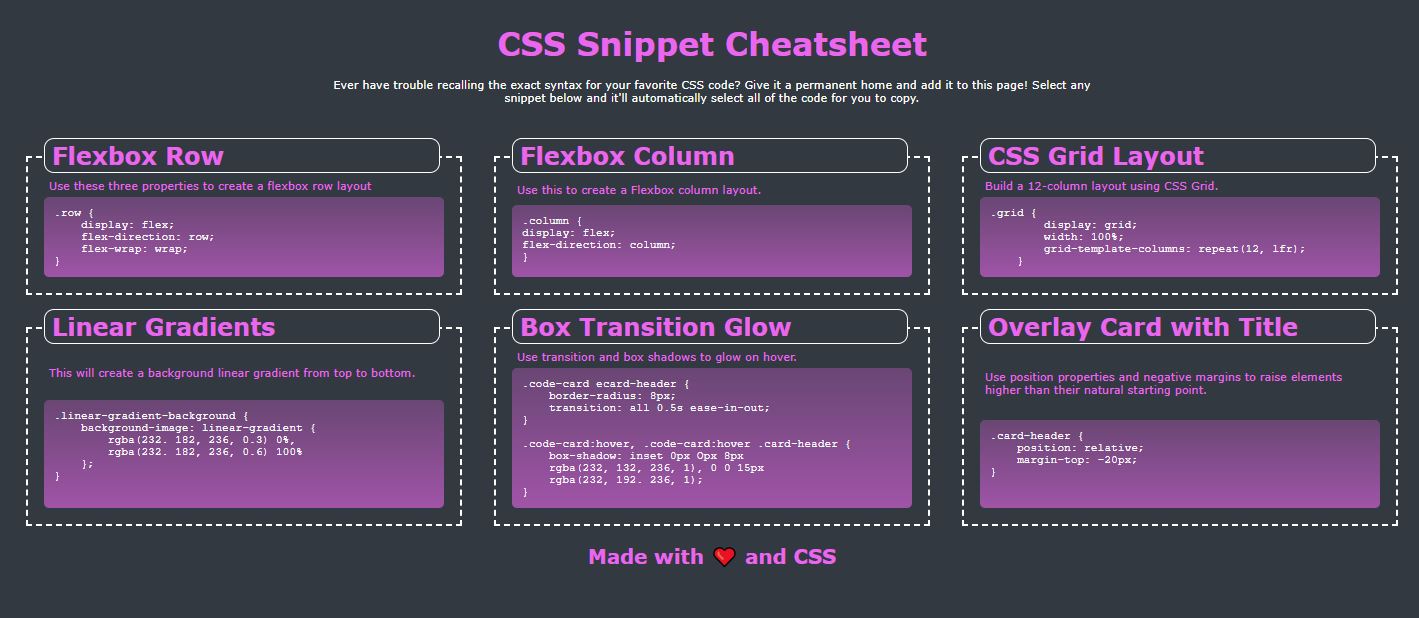 CSS Snippet Cheatsheet
Ever have trouble recalling the exact syntax for your favorite CSS code? Give it a permanent home and add it to this page! Select any
snippet below and it'll automatically select all of the code for you to copy.
Flexbox Row
Use these three properties to create a flexbox row layout
.row {
    display: flex;
    flex-direction: row;
    flex-wrap: wrap;
}
Flexbox Column
Use this to create a Flexbox column layout.
.column {
display: flex;
flex-direction: column;
}
CSS Grid Layout
Build a 12-column layout using CSS Grid.
.grid {
        display: grid;
        width: 100%;
        grid-template-columns: repeat(12, lfr);
    }
Linear Gradients
This will create a background linear gradient from top to bottom.
.linear-gradient-background {
    background-image: linear-gradient {
        rgba(232. 182, 236, 0.3) 0%,
        rgba(232. 182, 236, 0.6) 100%
    };
}
Box Transition Glow
Use transition and box shadows to glow on hover.
.code-card ecard-header {
    border-radius: 8px;
    transition: all 0.5s ease-in-out;
}
.code-card:hover, .code-card:hover .card-header {
    box-shadow: inset 0px Opx 8px
    rgba(232, 132, 236, 1), 0 0 15px
    rgba(232, 192. 236, 1);
}
Overlay Card with Title
Use position properties and negative margins to raise elements
higher than their natural starting point.
.card-header {
    position: relative;
    margin-top: -20px;
}
Made with ❤ and CSS